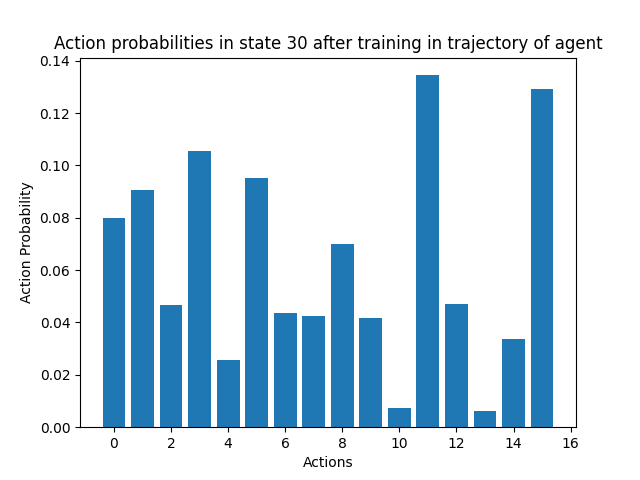 Action probabilities in state 30 after training in trajectory of agent
0.14
0.12
0.10
0.08
0.06
0.04
0.02
0.00
Action Probability
0 2 4 6 8 10 12 14 16
Actions